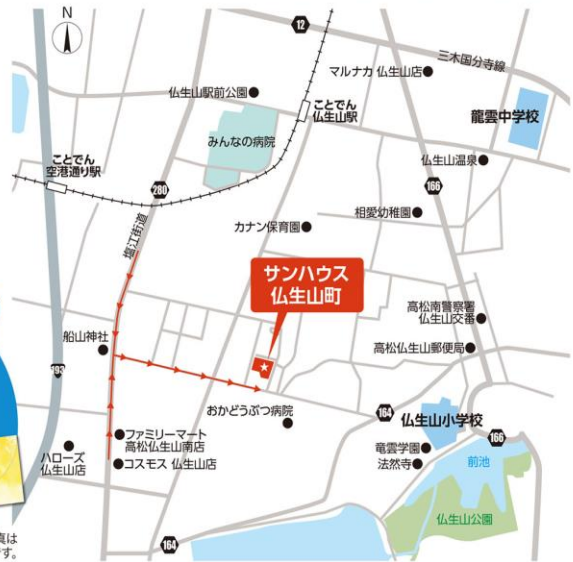 N
12
三木国分寺線
マルナカ 仏生山店
仏生山駅前公園
ことでん
仏生山駅
龍雲中学校
みんなの病院
ことでん
空港通り駅
仏生山温泉
280
166
相愛幼稚園
塩江街道
カナン保育園
サンハウス
仏生山町
高松南警察署
仏生山交番
船山神社
高松仏生山郵便局
193
おかどうぶつ病院
164
仏生山小学校
ファミリーマート
高松仏生山南店
166
竜雲学園
ハローズ
仏生山店
コスモス 仏生山店
法然寺
前池
仏生山公園
164
真は
です。